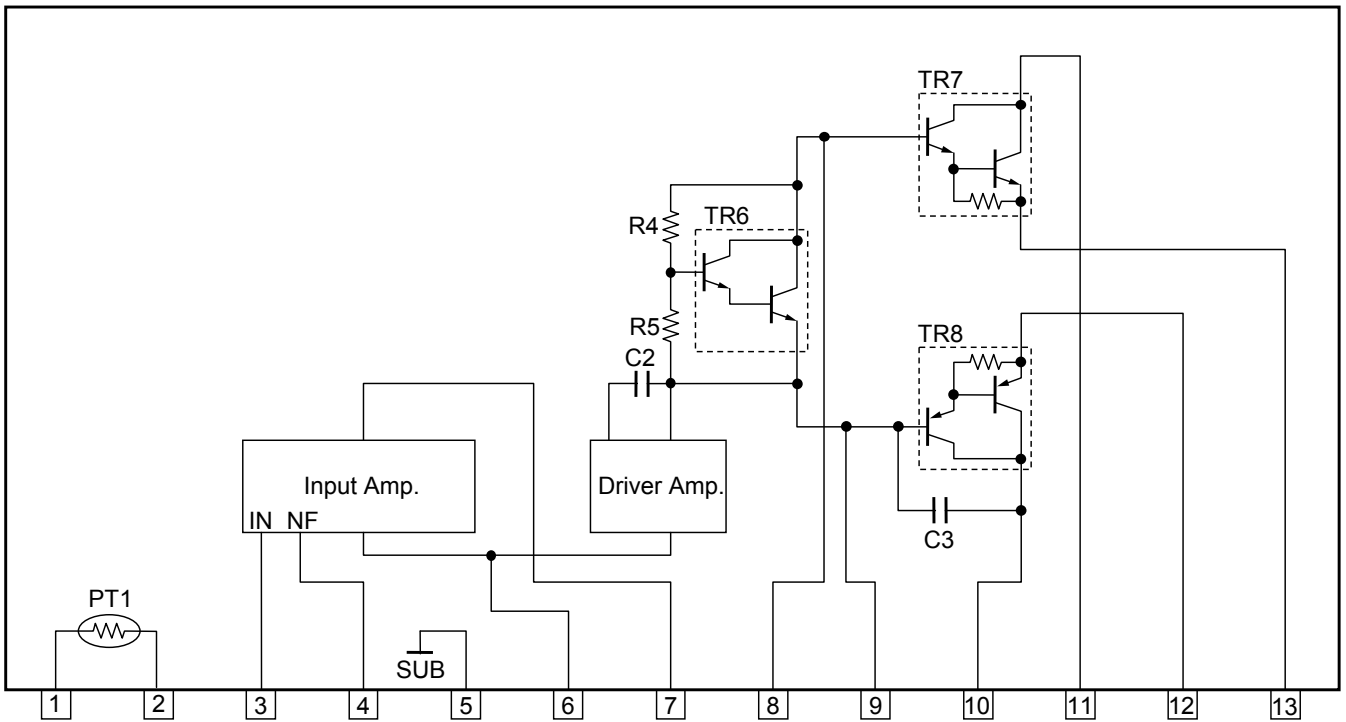 TR7
R4
TR6
R5
TR8
C2
Input Amp.
Driver Amp.
IN NF
C3
PT1
SUB
1 2 3 4 5 6 7 8 9 10 11 12 13